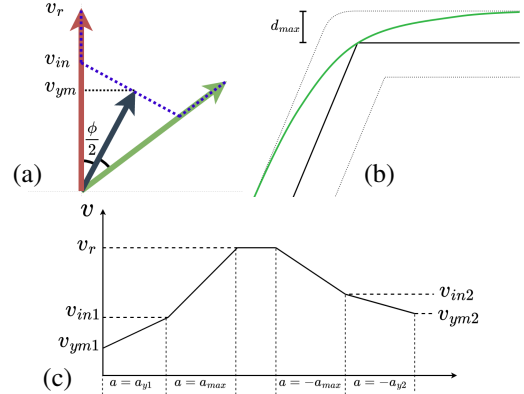 v_r
v_in
v_ym
ϕ/2
(a)
d_max
(b)
v
v_r
v_in1
v_ym1
v_in2
v_ym2
a = a_y1
a = a_max
a = −a_max
a = −a_y2
(c)